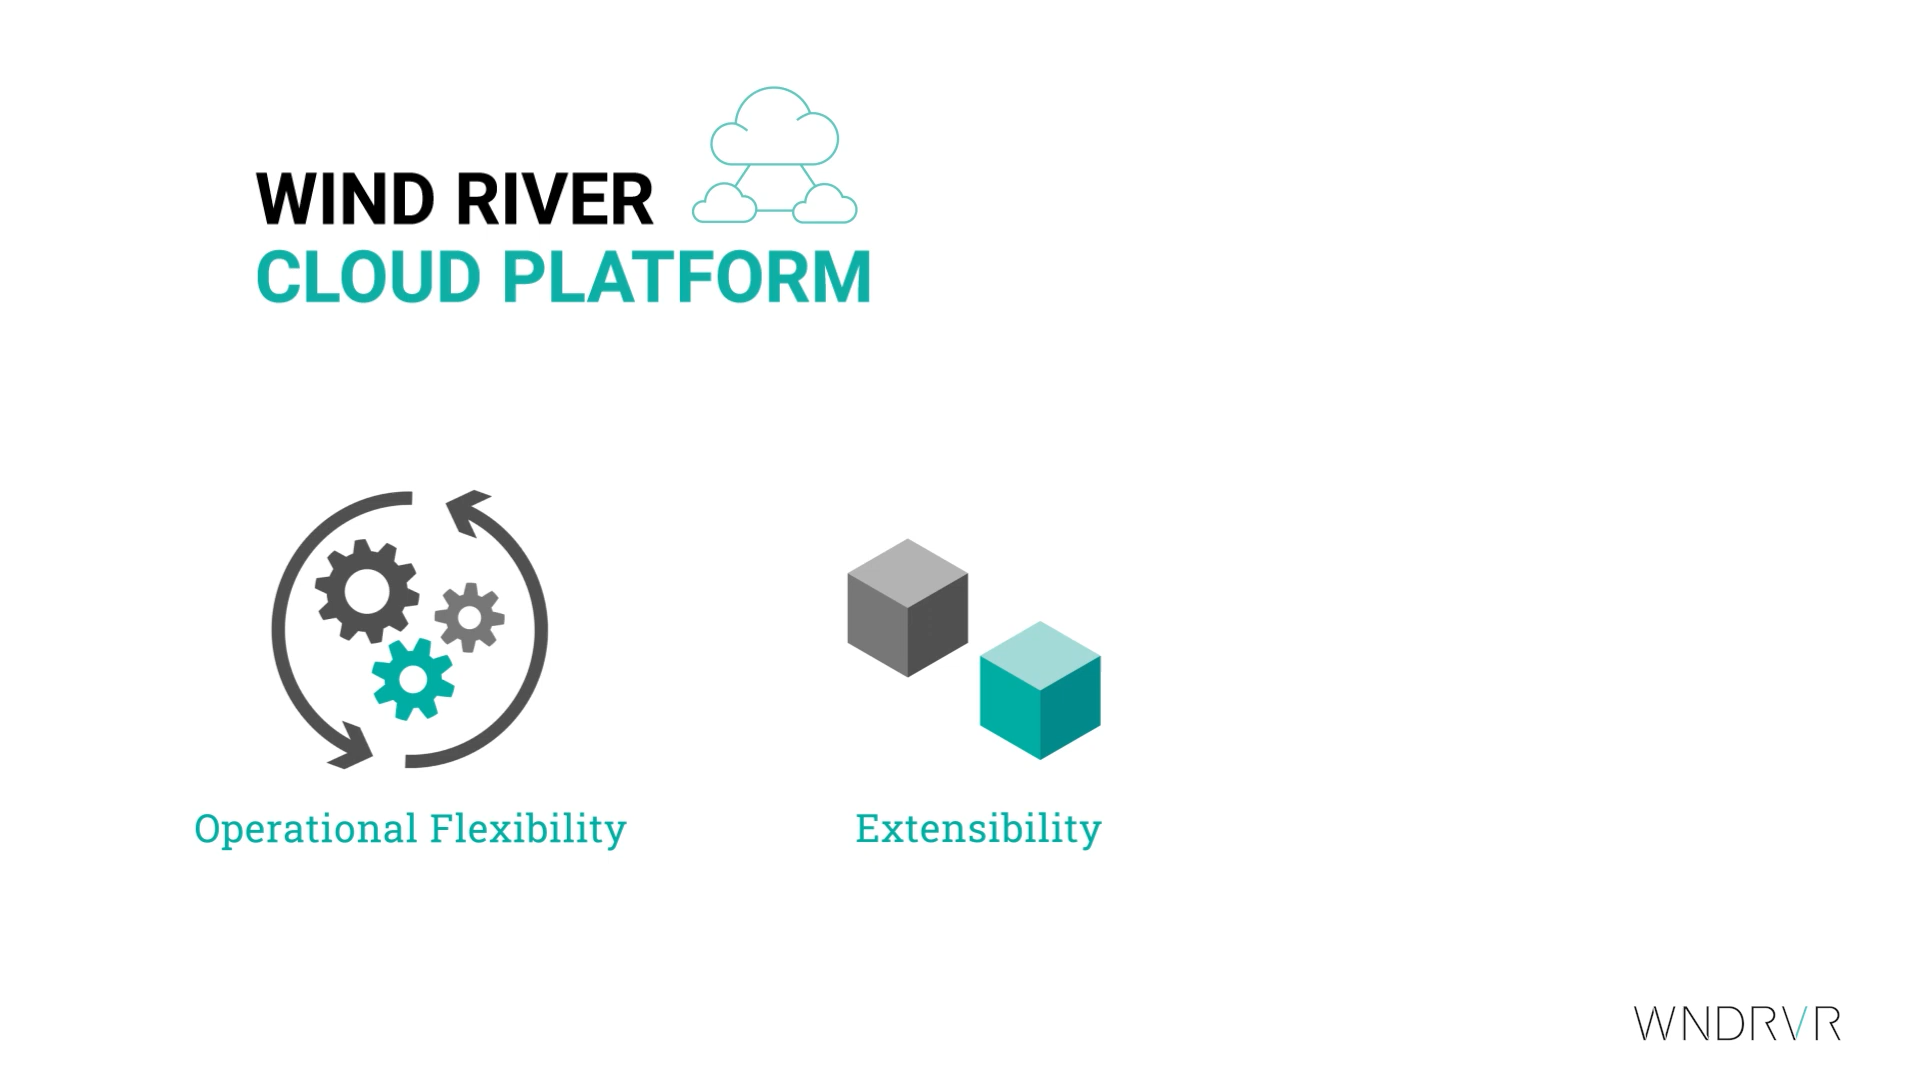 WIND RIVER
CLOUD PLATFORM
Operational Flexibility
Extensibility
WNDRVR